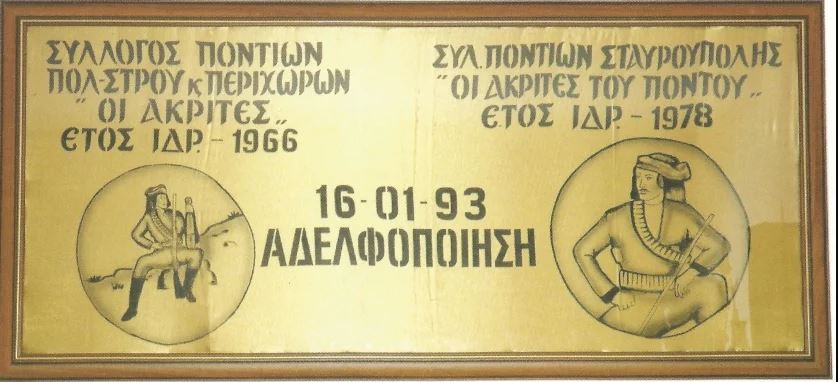 ΣΥΛΛΟΓΟΣ ΠΟΝΤΙΩΝ
ΠΟΛ-ΣΤΡΟΥ κ ΠΕΡΙΧΩΡΩΝ
"ΟΙ ΑΚΡΙΤΕΣ„
ΕΤΟΣ ΙΔΡ. - 1966
ΣΥΛ. ΠΟΝΤΙΩΝ ΣΤΑΥΡΟΥΠΟΛΗΣ
"ΟΙ ΑΚΡΙΤΕΣ ΤΟΥ ΠΟΝΤΟΥ„
ΕΤΟΣ ΙΔΡ. - 1978
16-01-93
ΑΔΕΛΦΟΠΟΙΗΣΗ